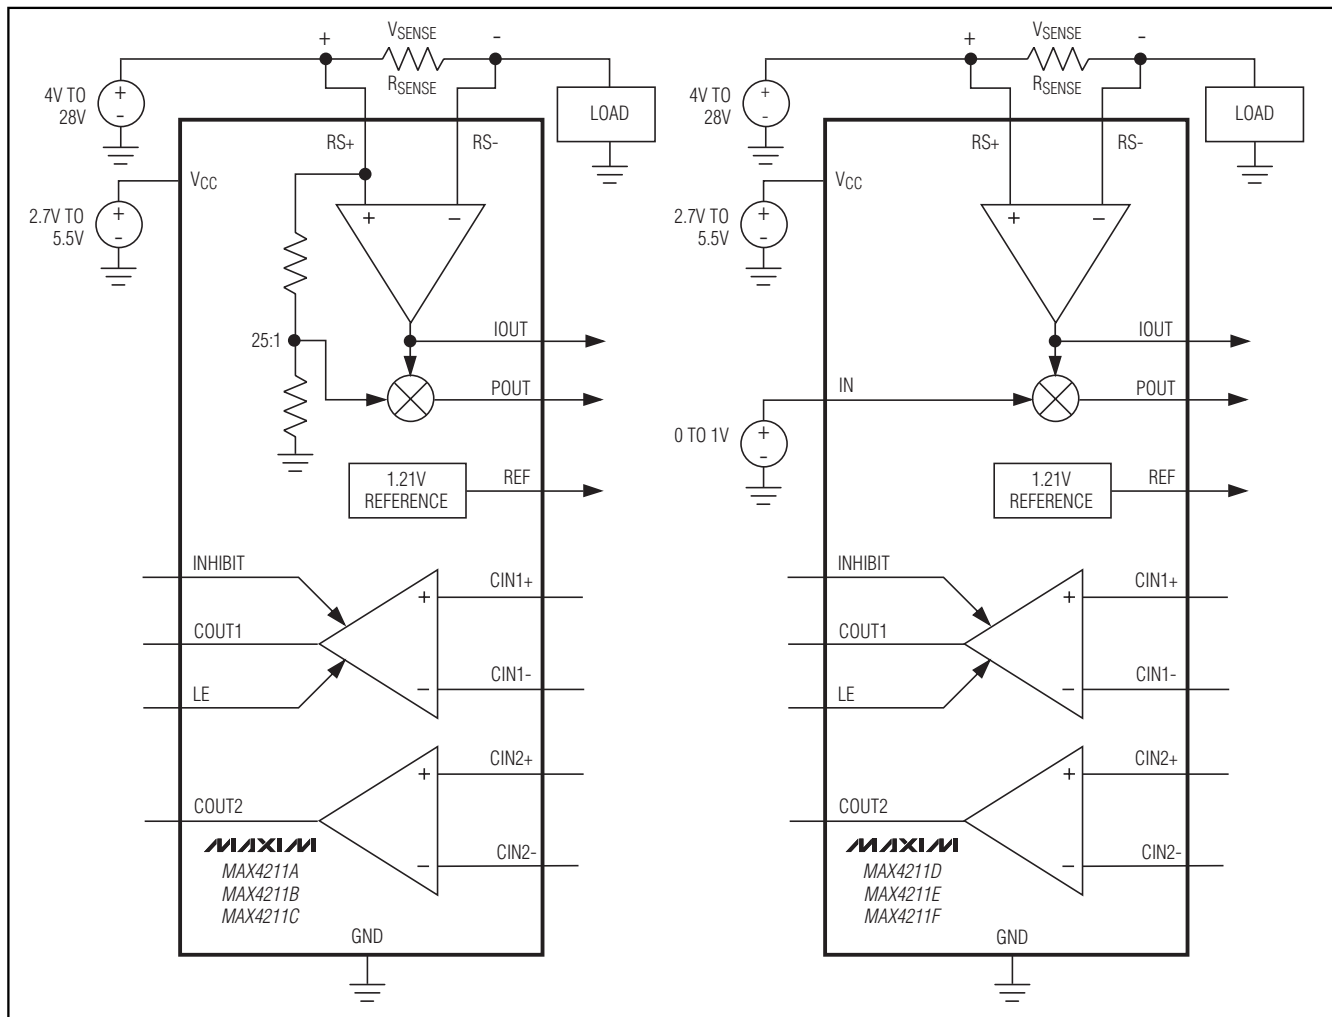 + VSENSE -
RSENSE
4V TO
28V
+
-
LOAD
RS+ RS-
VCC
2.7V TO
5.5V
+
-
+ −
IOUT
25:1
POUT
1.21V
REFERENCE
REF
INHIBIT
CIN1+
+
COUT1
CIN1-
−
LE
CIN2+
+
COUT2
CIN2-
−
MAXIM
MAX4211A
MAX4211B
MAX4211C
GND
+ VSENSE -
RSENSE
4V TO
28V
+
-
LOAD
RS+ RS-
VCC
2.7V TO
5.5V
+
-
+ −
IOUT
IN
POUT
0 TO 1V
+
-
1.21V
REFERENCE
REF
INHIBIT
CIN1+
+
COUT1
CIN1-
−
LE
CIN2+
+
COUT2
CIN2-
−
MAXIM
MAX4211D
MAX4211E
MAX4211F
GND